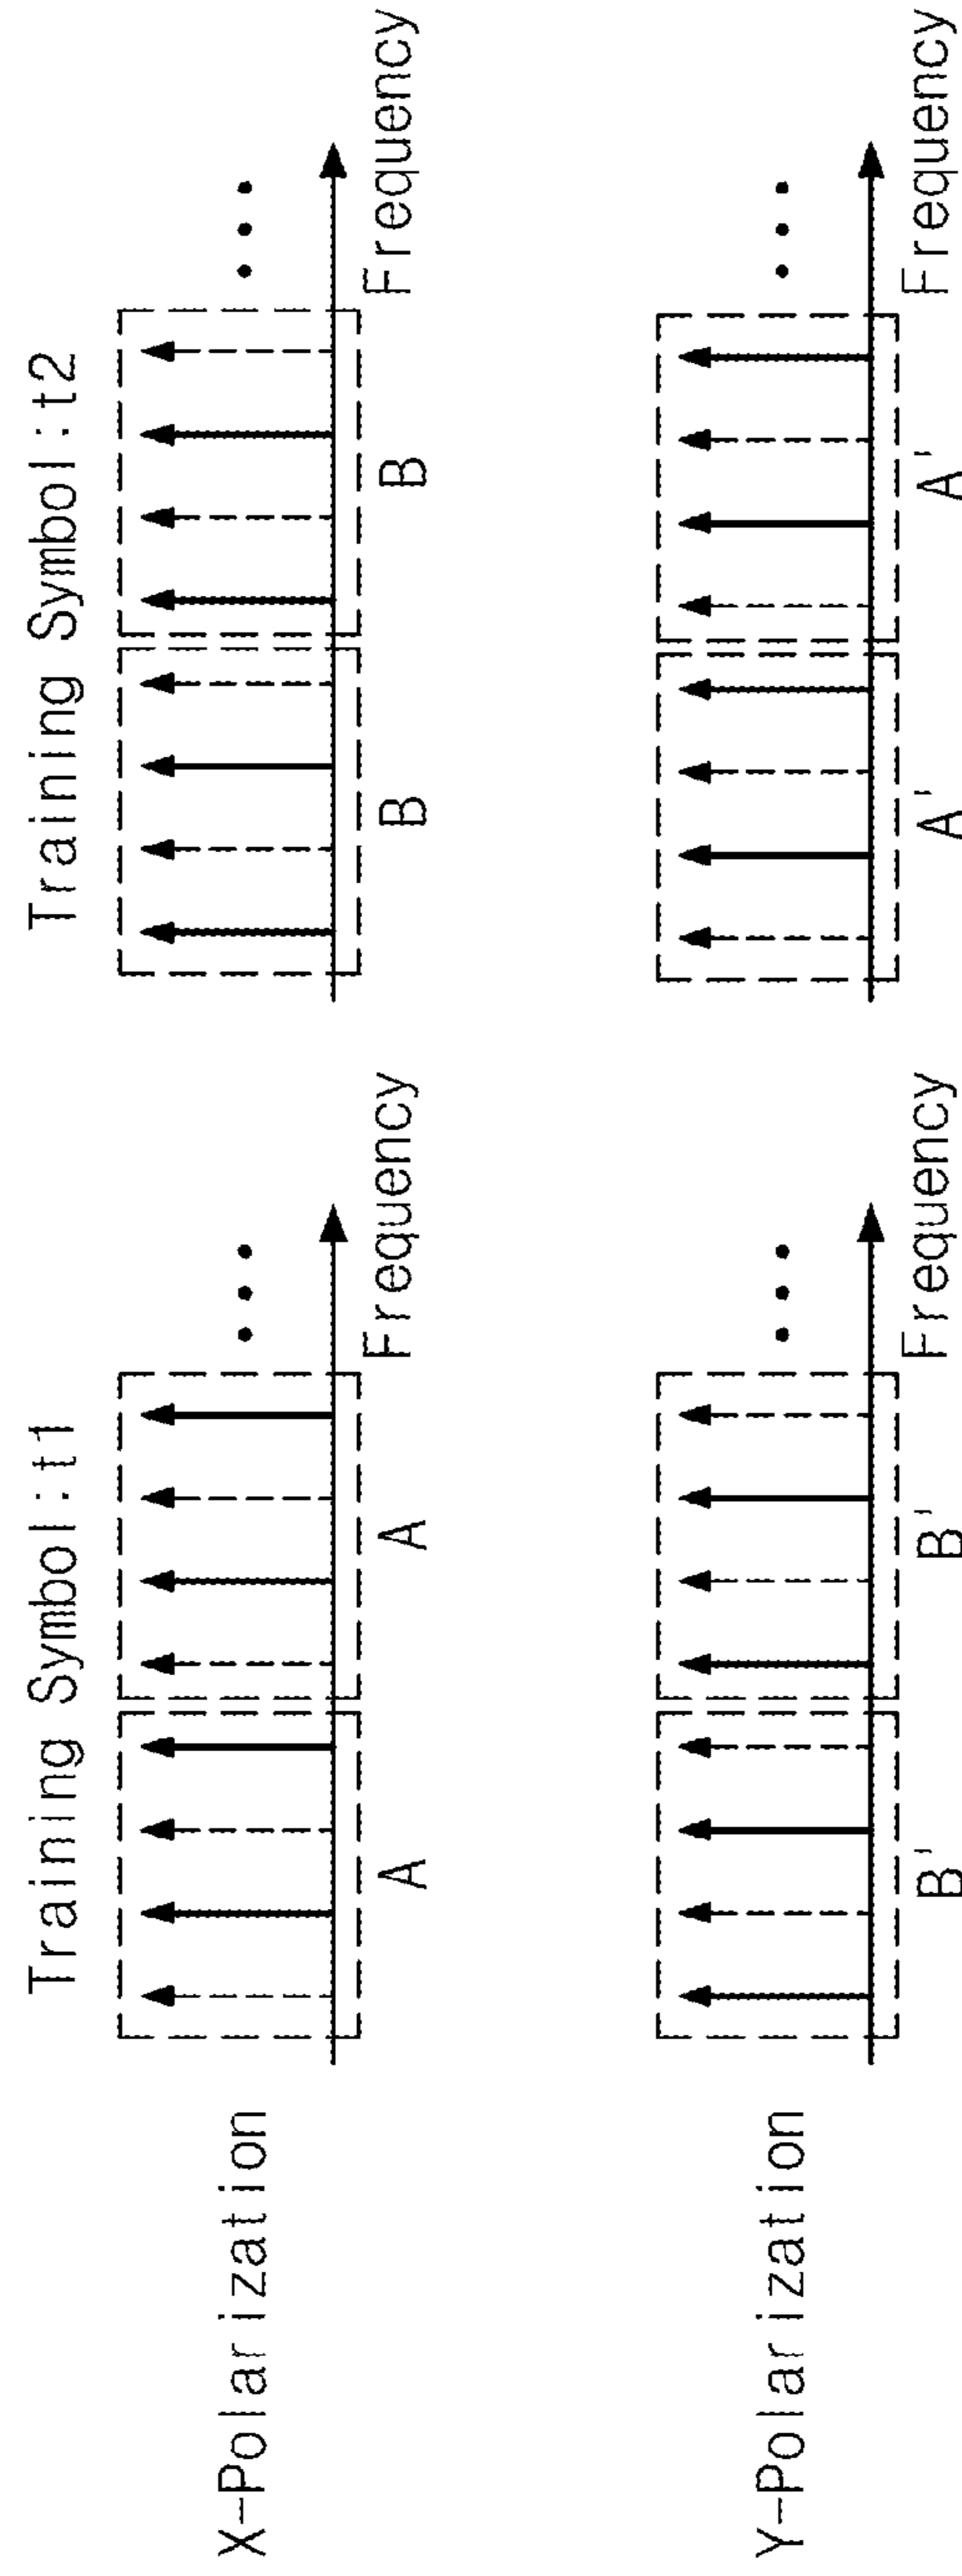 Training Symbol:t1
Training Symbol:t2
X-Polarization
A
A
Frequency
B
B
Frequency
Y-Polarization
B'
B'
Frequency
A'
A'
Frequency